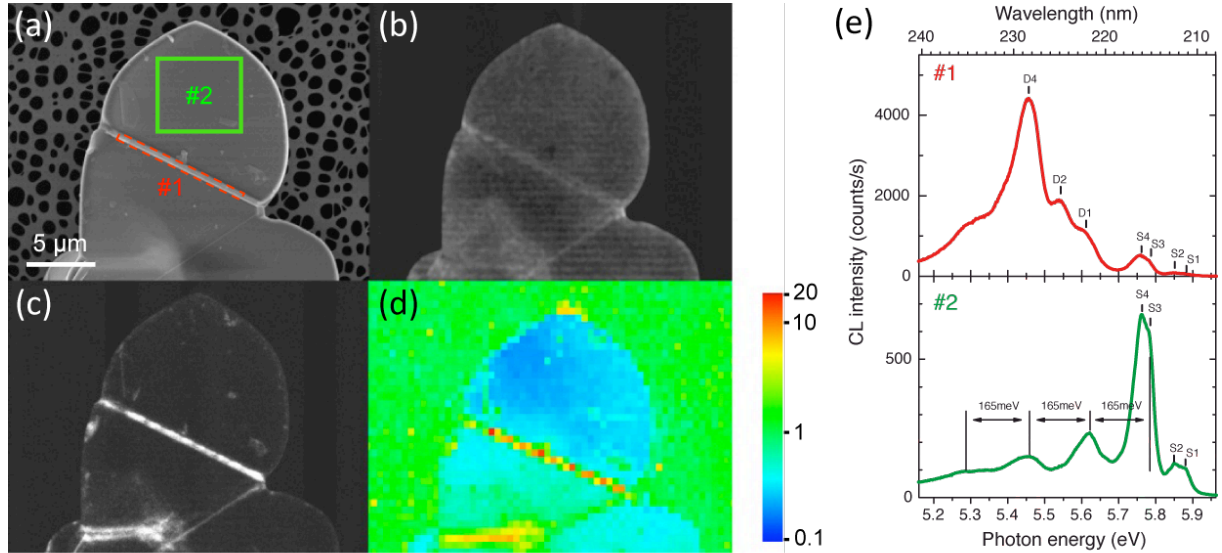 (a)
#2
#1
5 μm
(b)
(c)
(d)
20
10
1
0.1
(e)
Wavelength (nm)
240 230 220 210
#1
D4
D2
D1
S4
S3
S2
S1
4000
2000
0
CL intensity (counts/s)
#2
S4
S3
165meV 165meV 165meV
S2
S1
500
0
5.2 5.3 5.4 5.5 5.6 5.7 5.8 5.9
Photon energy (eV)